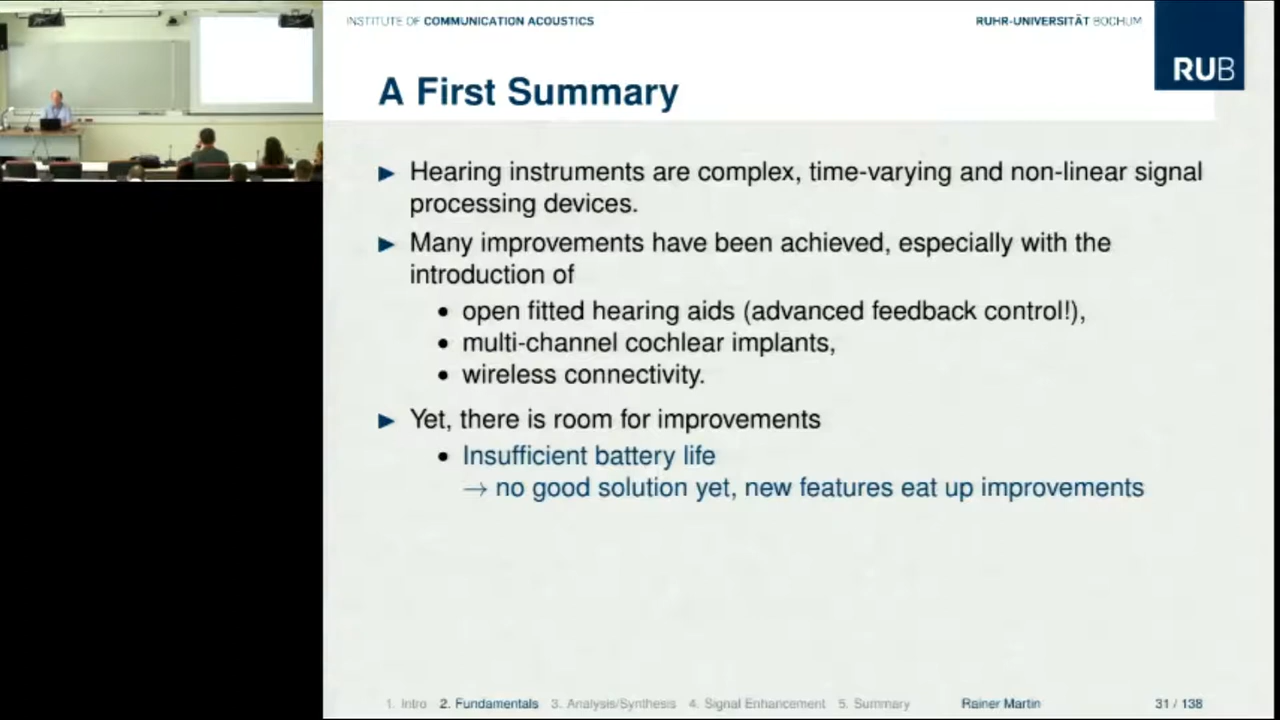 INSTITUTE OF COMMUNICATION ACOUSTICS
RUHR-UNIVERSITÄT BOCHUM
RUB
A First Summary
► Hearing instruments are complex, time-varying and non-linear signal
processing devices.
► Many improvements have been achieved, especially with the
introduction of
• open fitted hearing aids (advanced feedback control!),
• multi-channel cochlear implants,
• wireless connectivity.
► Yet, there is room for improvements
• Insufficient battery life
→ no good solution yet, new features eat up improvements
1. Intro 2. Fundamentals 3. Analysis/Synthesis 4. Signal Enhancement 5. Summary Rainer Martin 31 / 138